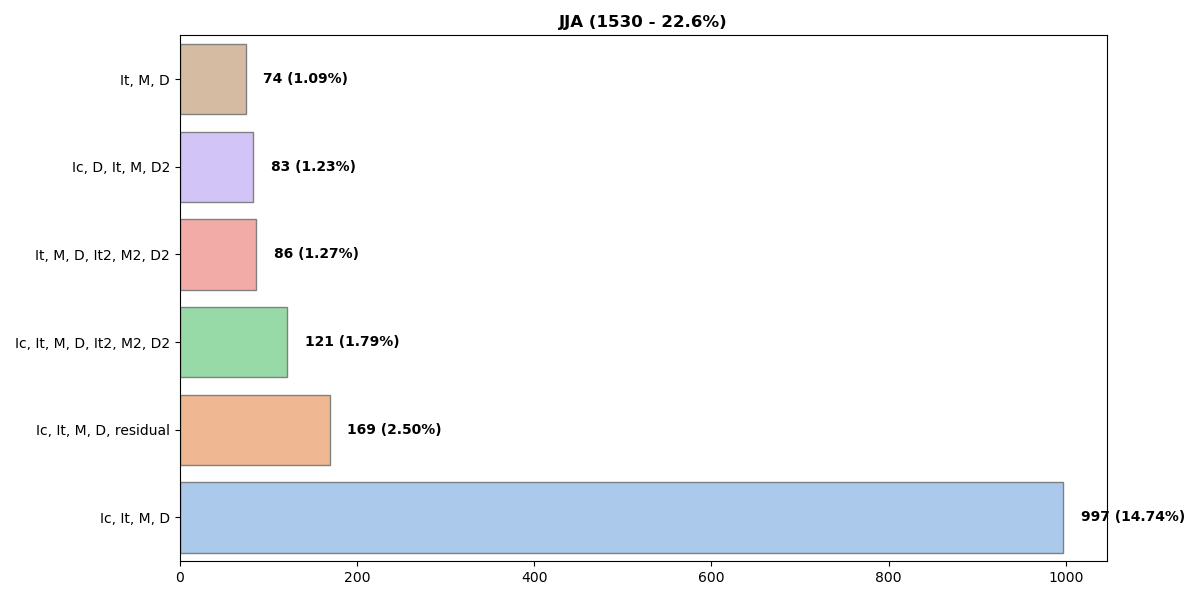 JJA (1530 - 22.6%)
It, M, D
74 (1.09%)
Ic, D, It, M, D2
83 (1.23%)
It, M, D, It2, M2, D2
86 (1.27%)
Ic, It, M, D, It2, M2, D2
121 (1.79%)
Ic, It, M, D, residual
169 (2.50%)
Ic, It, M, D
997 (14.74%)
0 200 400 600 800 1000